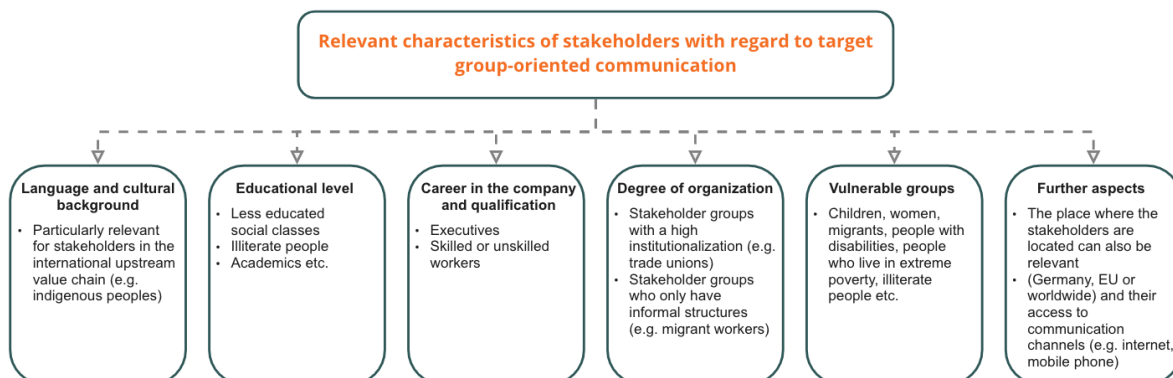 Relevant characteristics of stakeholders with regard to target
group-oriented communication
Language and cultural
background
• Particularly relevant
for stakeholders in the
international upstream
value chain (e.g.
indigenous peoples)
Educational level
• Less educated
social classes
• Illiterate people
• Academics etc.
Career in the company
and qualification
• Executives
• Skilled or unskilled
workers
Degree of organization
• Stakeholder groups
with a high
institutionalization (e.g.
trade unions)
• Stakeholder groups
who only have
informal structures
(e.g. migrant workers)
Vulnerable groups
• Children, women,
migrants, people with
disabilities, people
who live in extreme
poverty, illiterate
people etc.
Further aspects
• The place where the
stakeholders are
located can also be
relevant
• (Germany, EU or
worldwide) and their
access to
communication
channels (e.g. internet,
mobile phone)